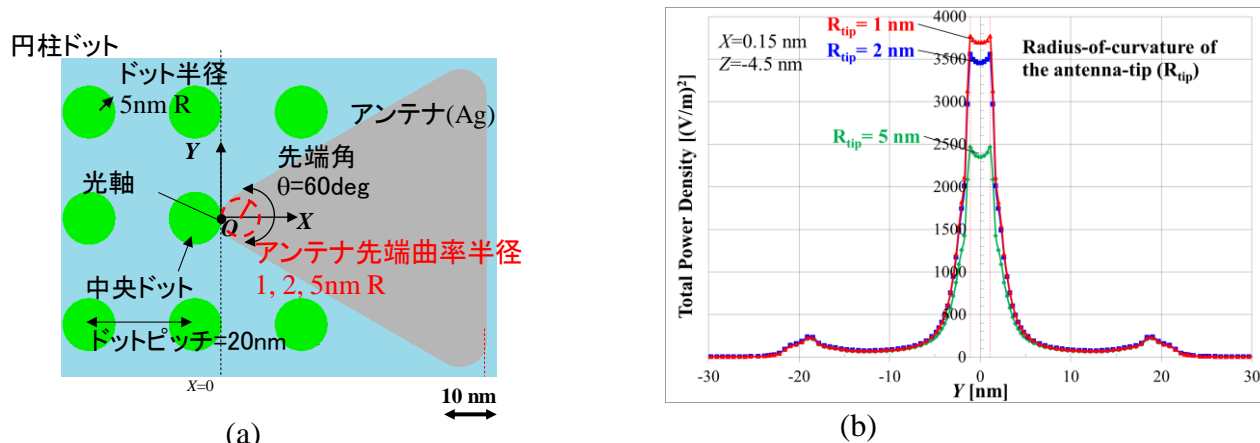 円柱ドット
ドット半径
5nm R
アンテナ(Ag)
Y
先端角
θ=60deg
光軸
O
X
アンテナ先端曲率半径
1, 2, 5nm R
中央ドット
ドットピッチ=20nm
X=0
10 nm
(a)
Total Power Density [(V/m)²]
4000
3500
3000
2500
2000
1500
1000
500
0
X=0.15 nm
Z=-4.5 nm
Rtip= 1 nm
Rtip= 2 nm
Rtip= 5 nm
Radius-of-curvature of
the antenna-tip (Rtip)
-30 -20 -10 0 10 20 30
Y [nm]
(b)